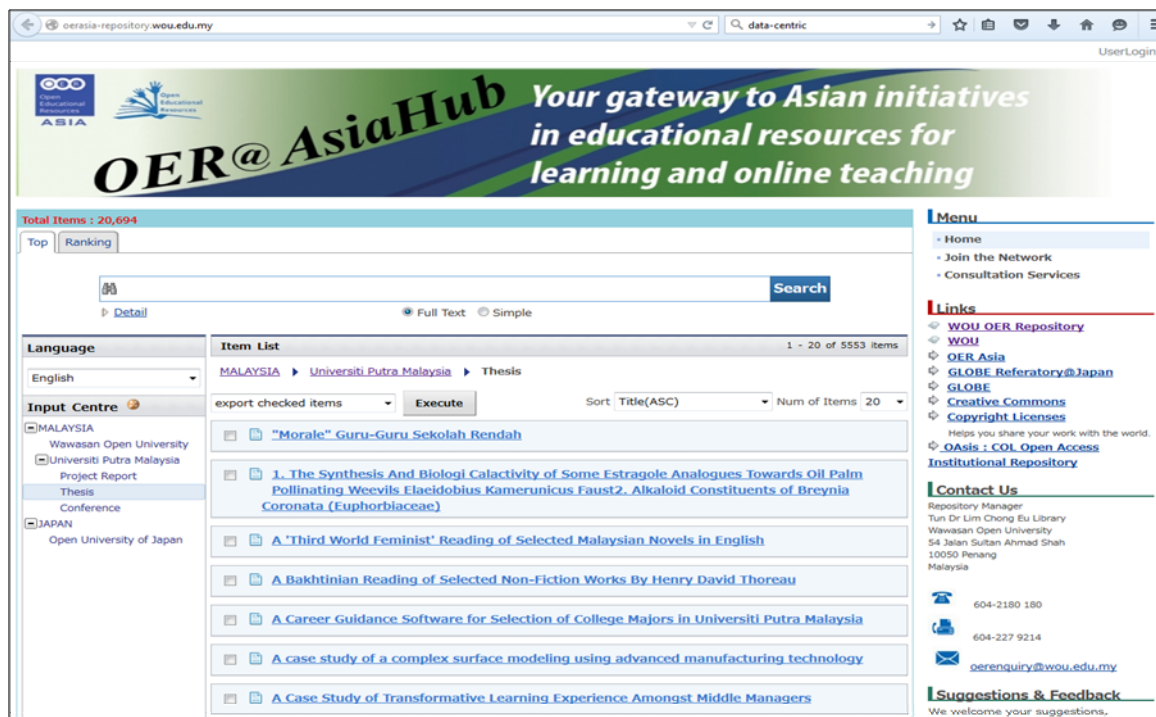 oerasia-repository.wou.edu.my
data-centric
UserLogin
OER
Open
Educational
Resources
ASIA
Open
Educational
Resources
OER@AsiaHub
Your gateway to Asian initiatives
in educational resources for
learning and online teaching
Total Items : 20,694
Top
Ranking
Search
Detail
Full Text
Simple
Language
English
Input Centre
MALAYSIA
Wawasan Open University
Universiti Putra Malaysia
Project Report
Thesis
Conference
JAPAN
Open University of Japan
Item List
1 - 20 of 5553 items
MALAYSIA Universiti Putra Malaysia Thesis
export checked items
Execute
Sort Title(ASC)
Num of Items 20
"Morale" Guru-Guru Sekolah Rendah
1. The Synthesis And Biologi Calactivity of Some Estragole Analogues Towards Oil Palm
Pollinating Weevils Elaeidobius Kamerunicus Faust2. Alkaloid Constituents of Breynia
Coronata (Euphorbiaceae)
A 'Third World Feminist' Reading of Selected Malaysian Novels in English
A Bakhtinian Reading of Selected Non-Fiction Works By Henry David Thoreau
A Career Guidance Software for Selection of College Majors in Universiti Putra Malaysia
A case study of a complex surface modeling using advanced manufacturing technology
A Case Study of Transformative Learning Experience Amongst Middle Managers
Menu
Home
Join the Network
Consultation Services
Links
WOU OER Repository
WOU
OER Asia
GLOBE Referatory@Japan
GLOBE
Creative Commons
Copyright Licenses
Helps you share your work with the world.
OAsis : COL Open Access
Institutional Repository
Contact Us
Repository Manager
Tun Dr Lim Chong Eu Library
Wawasan Open University
54 Jalan Sultan Ahmad Shah
10050 Penang
Malaysia
604-2180 180
604-227 9214
oerenquiry@wou.edu.my
Suggestions & Feedback
We welcome your suggestions,